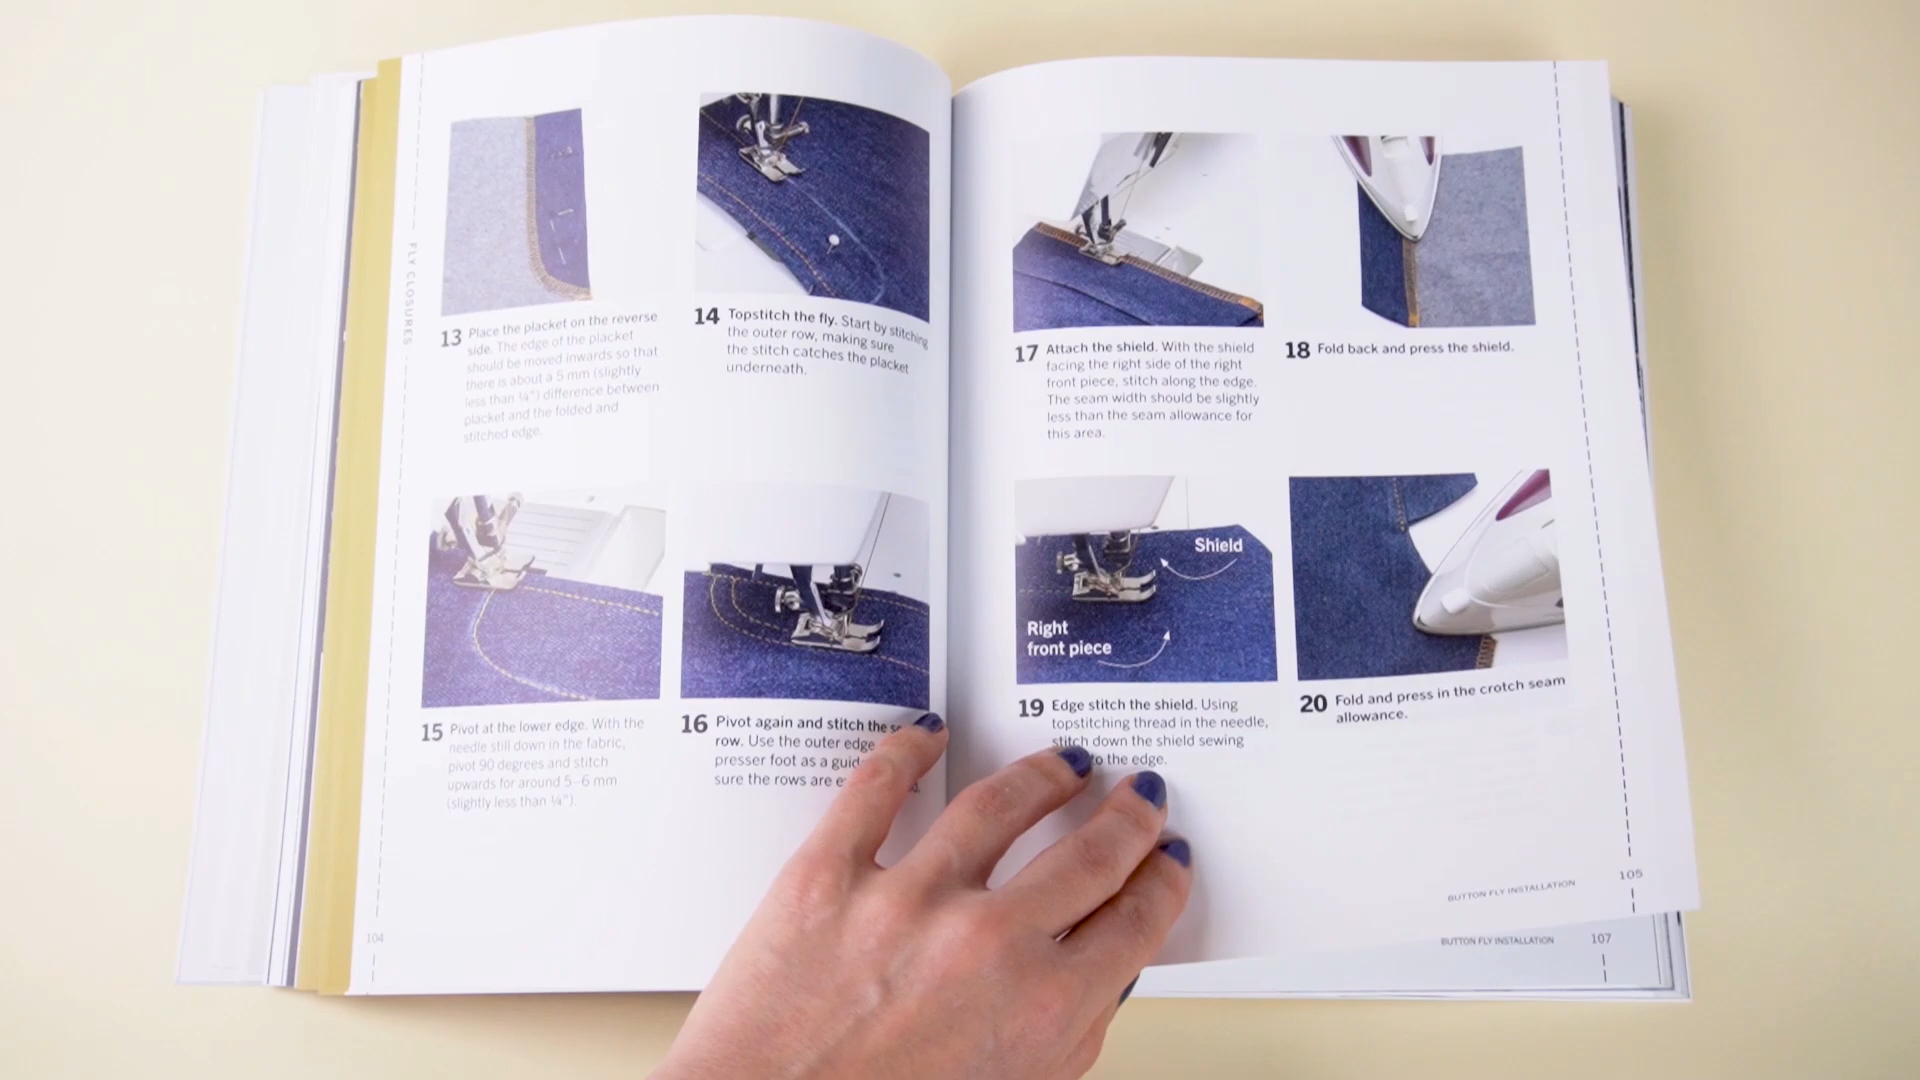 FLY CLOSURES
13 Place the placket on the reverse
side. The edge of the placket
should be moved inwards so that
there is about a 5 mm (slightly
less than ¼") difference between
placket and the folded and
stitched edge.
14 Topstitch the fly. Start by stitching
the outer row, making sure
the stitch catches the placket
underneath.
15 Pivot at the lower edge. With the
needle still down in the fabric,
pivot 90 degrees and stitch
upwards for around 5–6 mm
(slightly less than ¼").
16 Pivot again and stitch the
row. Use the outer edge
presser foot as a
sure the rows are
104
17 Attach the shield. With the shield
facing the right side of the right
front piece, stitch along the edge.
The seam width should be slightly
less than the seam allowance for
this area.
18 Fold back and press the shield.
Shield
Right
front piece
19 Edge stitch the shield. Using
topstitching thread in the needle,
stitch down the shield sewing
to the edge.
20 Fold and press in the crotch seam
allowance.
BUTTON FLY INSTALLATION
105
BUTTON FLY INSTALLATION
107